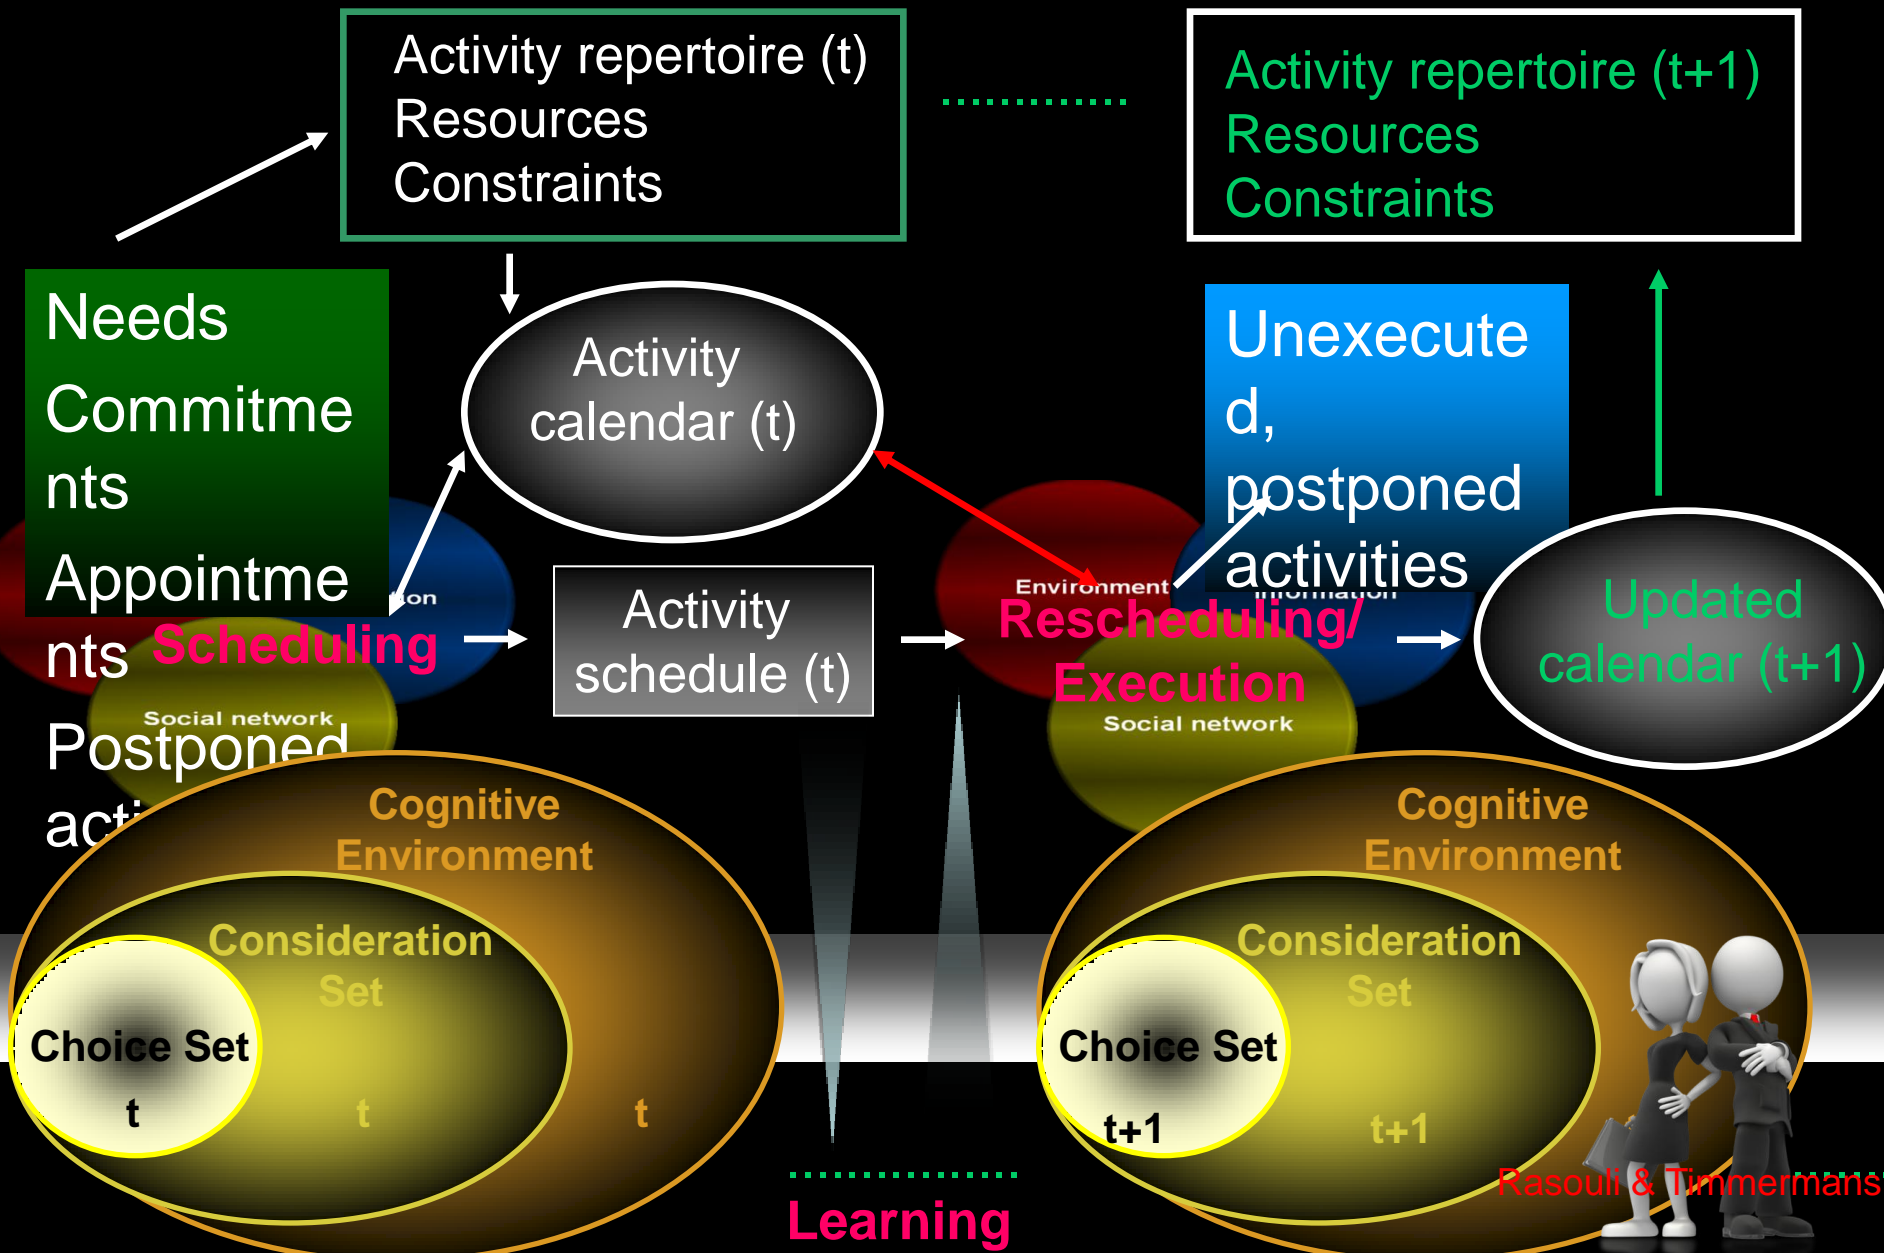 Activity repertoire (t)
Resources
Constraints
Activity repertoire (t+1)
Resources
Constraints
Needs
Commitme
nts
Appointme
nts
Postponed
Activity
calendar (t)
Unexecute
d,
postponed
activities
Scheduling
Social network
Activity
schedule (t)
Environment
Information
Rescheduling/
Execution
Social network
Updated
calendar (t+1)
Cognitive
Environment
Consideration
Set
Choice Set
t
t
t
Cognitive
Environment
Consideration
Set
Choice Set
t+1
t+1
Learning
Rasouli & Timmermans